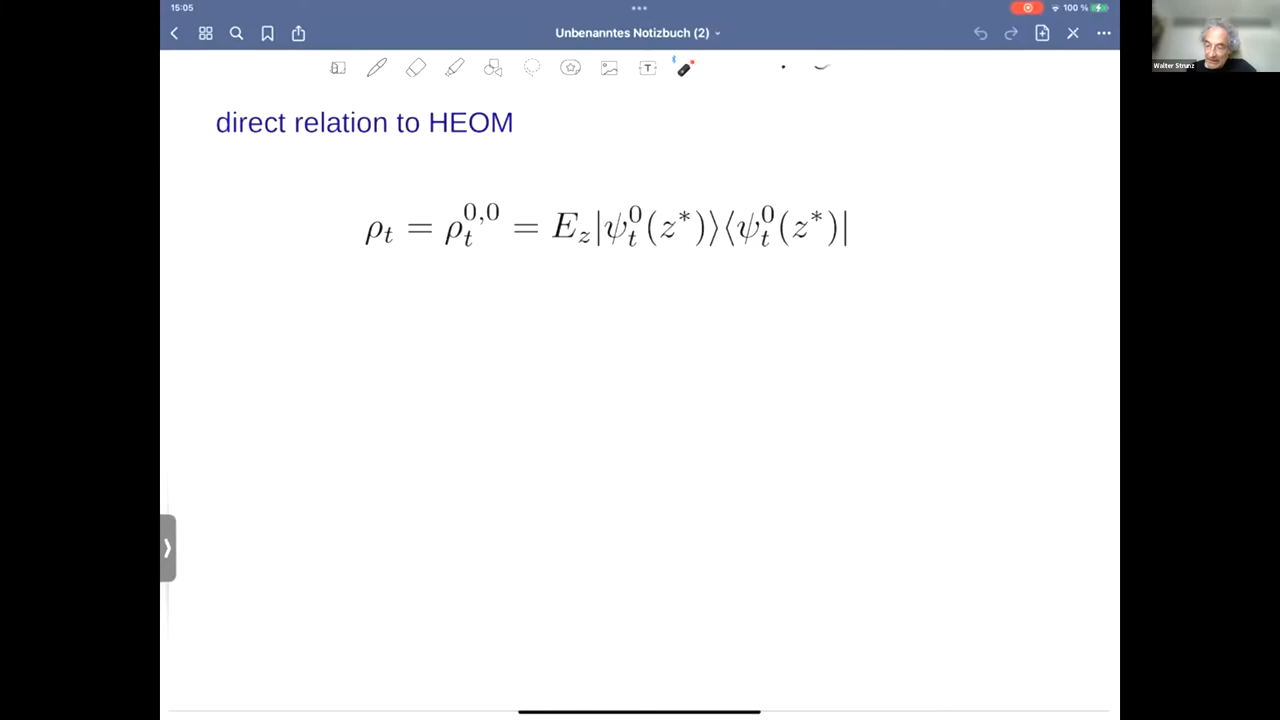 15:05
100 %
Unbenanntes Notizbuch (2)
Walter Strunz
direct relation to HEOM
ρ_t = ρ_t^{0,0} = E_z|ψ_t^0(z*)⟩⟨ψ_t^0(z*)|